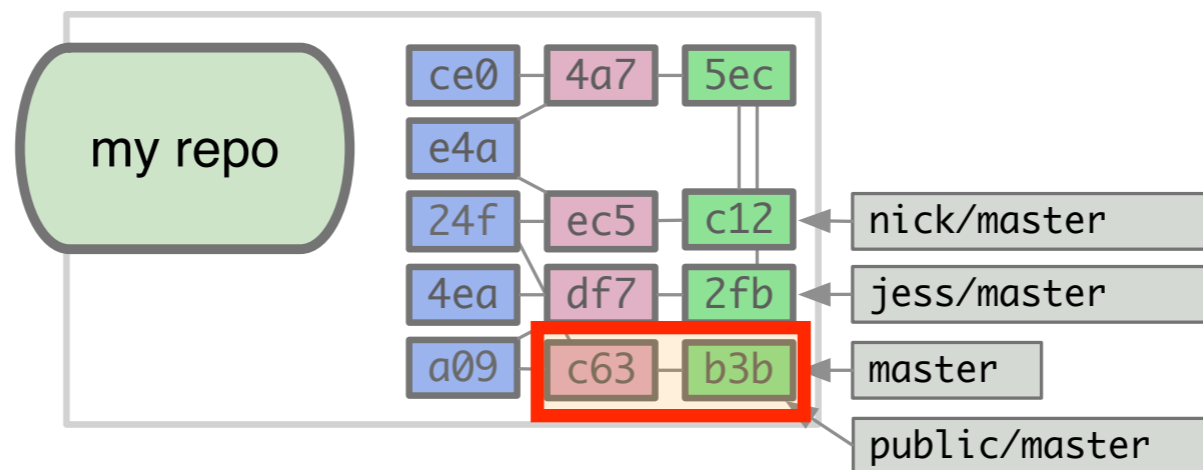 my repo
ce0 4a7 5ec
e4a
24f ec5 c12 nick/master
4ea df7 2fb jess/master
a09 c63 b3b master
public/master